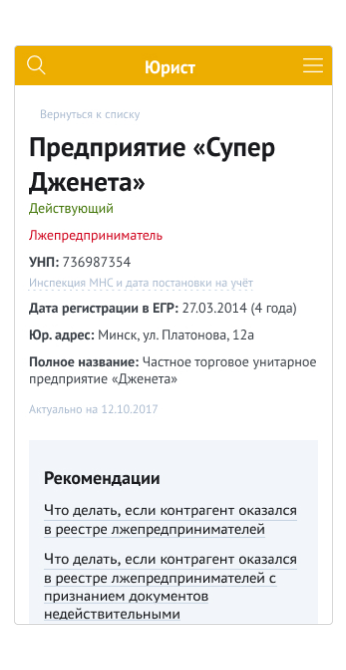 Юрист
Вернуться к списку
Предприятие «Супер
Дженета»
Действующий
Лжепредприниматель
УНП: 736987354
Инспекция МНС и дата постановки на учёт
Дата регистрации в ЕГР: 27.03.2014 (4 года)
Юр. адрес: Минск, ул. Платонова, 12а
Полное название: Частное торговое унитарное
предприятие «Дженета»
Актуально на 12.10.2017
Рекомендации
Что делать, если контрагент оказался
в реестре лжепредпринимателей
Что делать, если контрагент оказался
в реестре лжепредпринимателей с
признанием документов
недействительными